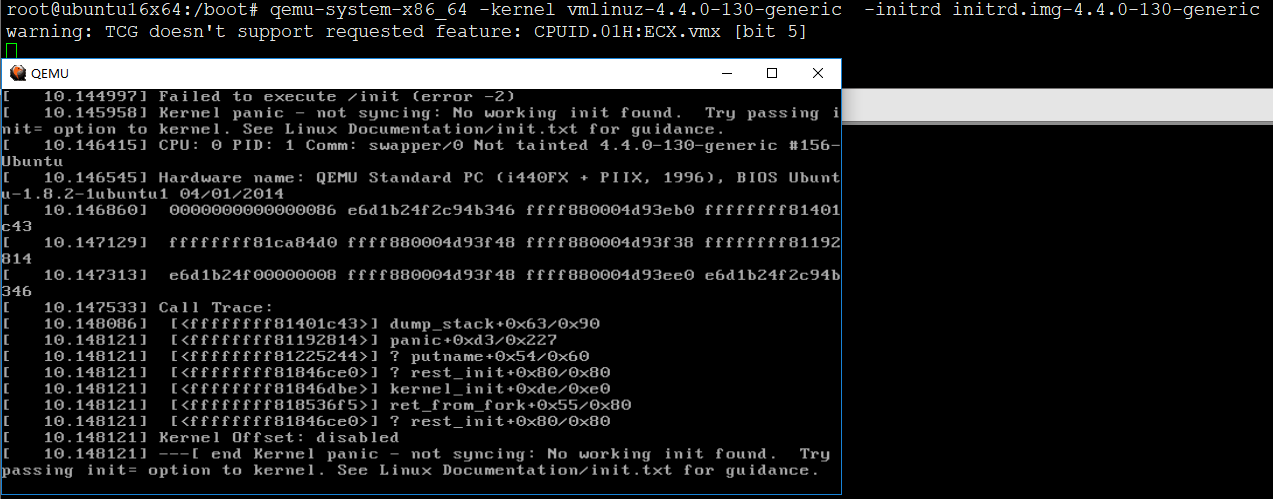 root@ubuntu16x64:/boot# qemu-system-x86_64 -kernel vmlinuz-4.4.0-130-generic  -initrd initrd.img-4.4.0-130-generic
warning: TCG doesn't support requested feature: CPUID.01H:ECX.vmx [bit 5]
QEMU
[   10.144997] Failed to execute /init (error -2)
[   10.145958] Kernel panic - not syncing: No working init found.  Try passing i
nit= option to kernel. See Linux Documentation/init.txt for guidance.
[   10.146415] CPU: 0 PID: 1 Comm: swapper/0 Not tainted 4.4.0-130-generic #156-
Ubuntu
[   10.146545] Hardware name: QEMU Standard PC (i440FX + PIIX, 1996), BIOS Ubunt
u-1.8.2-1ubuntu1 04/01/2014
[   10.146860]  0000000000000086 e6d1b24f2c94b346 ffff880004d93eb0 ffffffff81401
c43
[   10.147129]  ffffffff81ca84d0 ffff880004d93f48 ffff880004d93f38 ffffffff81192
814
[   10.147313]  e6d1b24f00000008 ffff880004d93f48 ffff880004d93ee0 e6d1b24f2c94b
346
[   10.147533] Call Trace:
[   10.148086]  [<ffffffff81401c43>] dump_stack+0x63/0x90
[   10.148121]  [<ffffffff81192814>] panic+0xd3/0x227
[   10.148121]  [<ffffffff81225244>] ? putname+0x54/0x60
[   10.148121]  [<ffffffff81846ce0>] ? rest_init+0x80/0x80
[   10.148121]  [<ffffffff81846dbe>] kernel_init+0xde/0xe0
[   10.148121]  [<ffffffff818536f5>] ret_from_fork+0x55/0x80
[   10.148121]  [<ffffffff81846ce0>] ? rest_init+0x80/0x80
[   10.148121] Kernel Offset: disabled
[   10.148121] ---[ end Kernel panic - not syncing: No working init found.  Try
passing init= option to kernel. See Linux Documentation/init.txt for guidance.